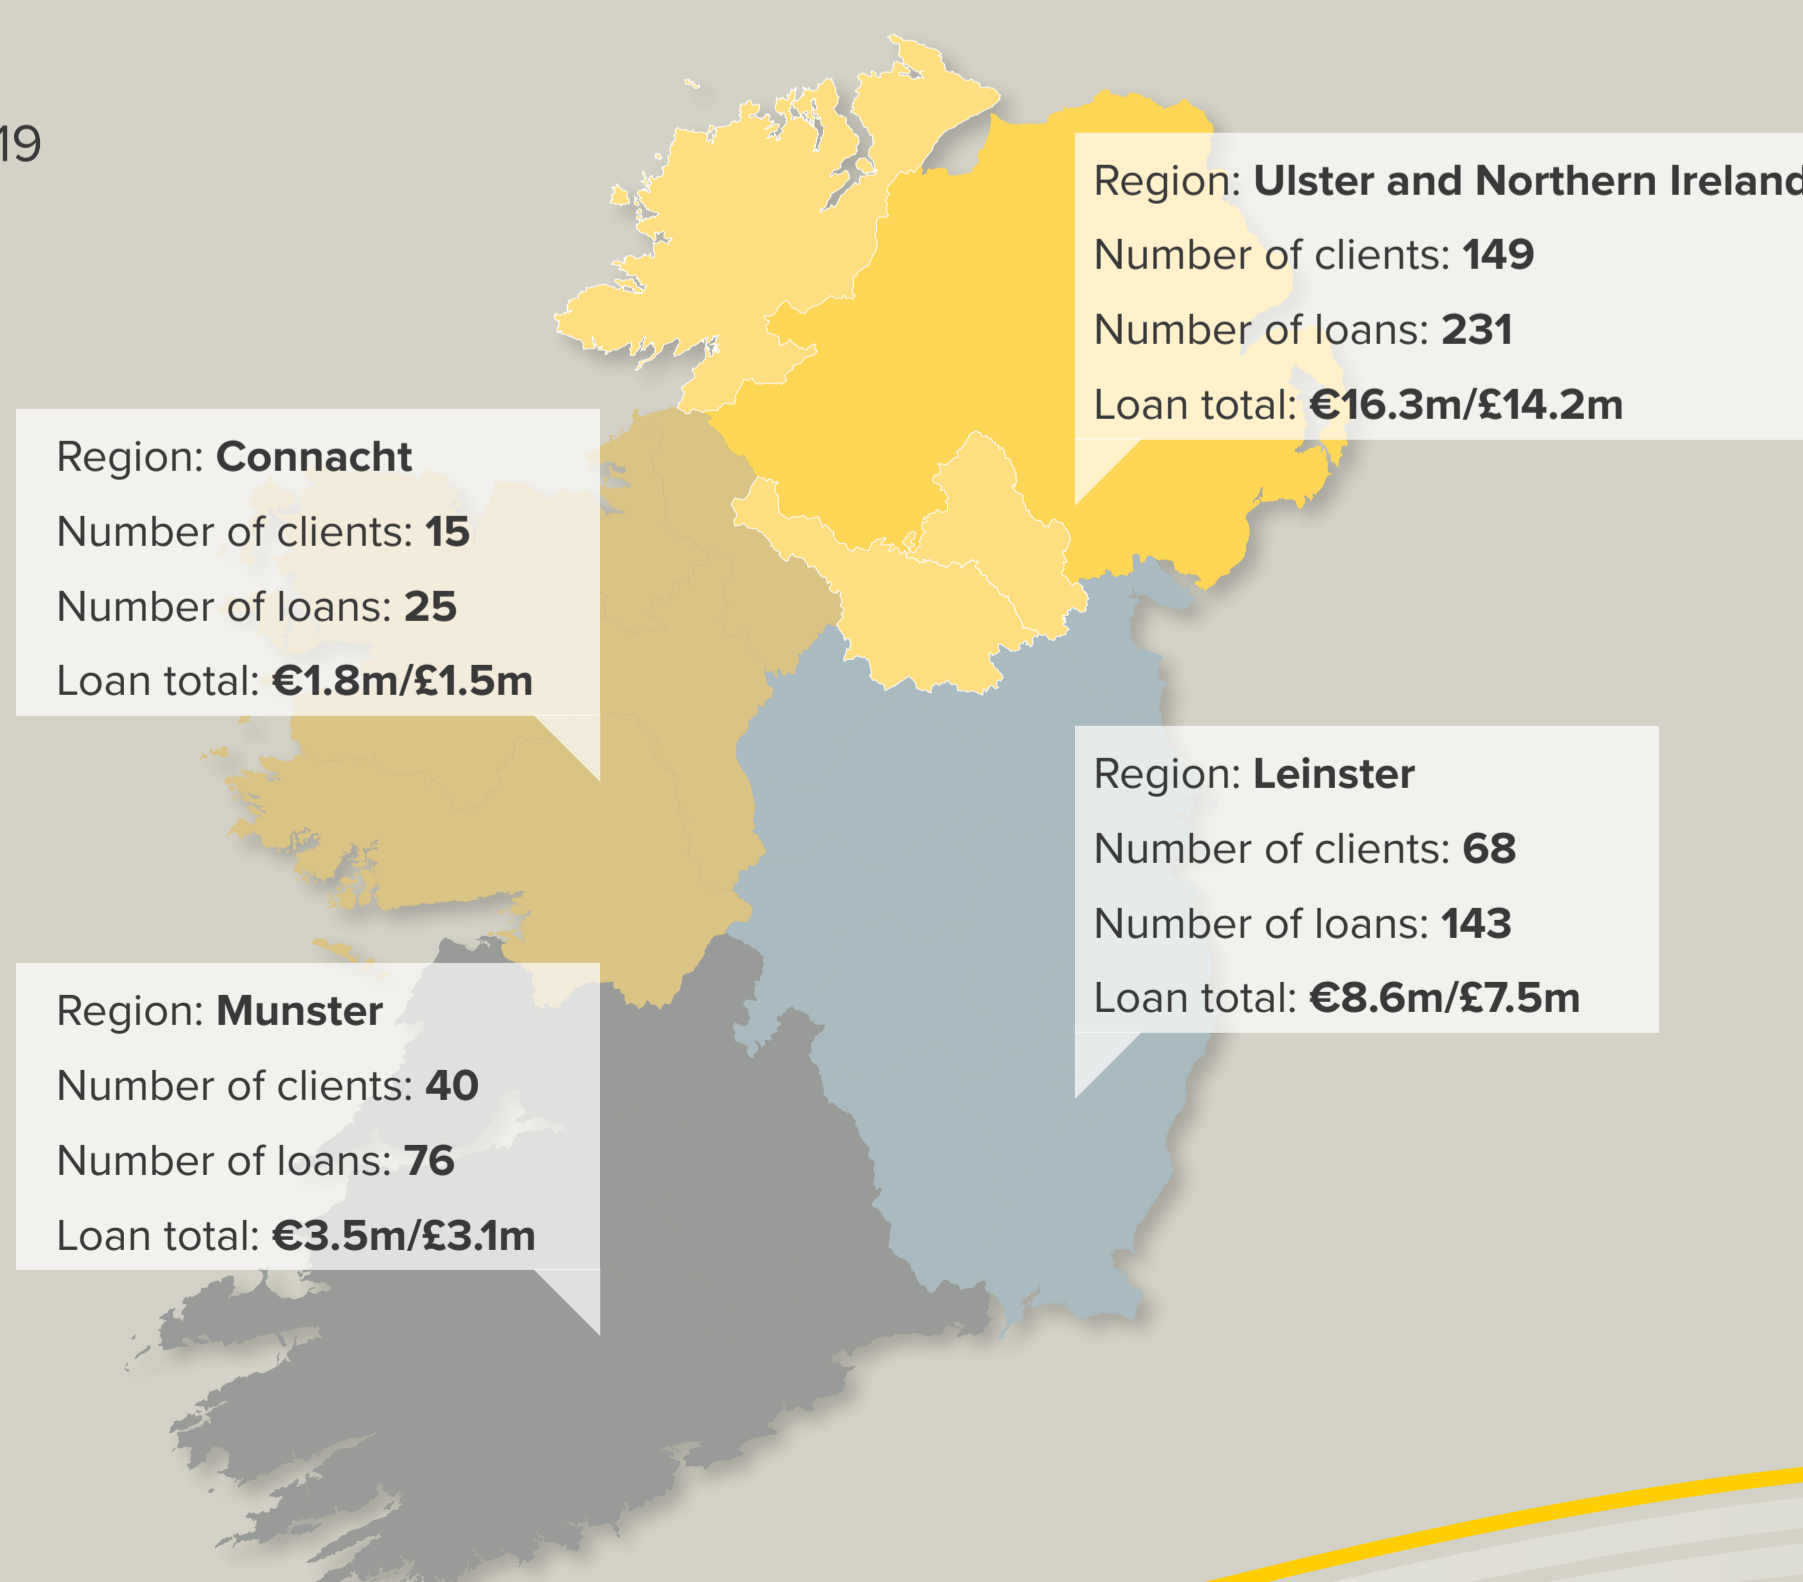 19
Region: Ulster and Northern Ireland
Number of clients: 149
Number of loans: 231
Loan total: €16.3m/£14.2m
Region: Connacht
Number of clients: 15
Number of loans: 25
Loan total: €1.8m/£1.5m
Region: Leinster
Number of clients: 68
Number of loans: 143
Loan total: €8.6m/£7.5m
Region: Munster
Number of clients: 40
Number of loans: 76
Loan total: €3.5m/£3.1m